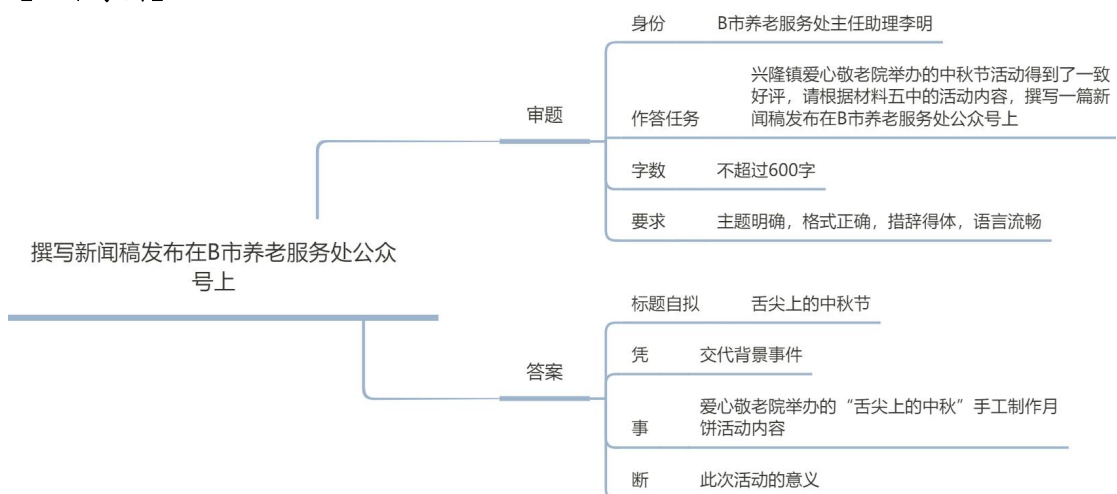 撰写新闻稿发布在B市养老服务处公众
号上
审题
身份
B市养老服务处主任助理李明
作答任务
兴隆镇爱心敬老院举办的中秋节活动得到了一致
好评，请根据材料五中的活动内容，撰写一篇新
闻稿发布在B市养老服务处公众号上
字数
不超过600字
要求
主题明确，格式正确，措辞得体，语言流畅
答案
标题自拟
舌尖上的中秋节
凭
交代背景事件
事
爱心敬老院举办的“舌尖上的中秋”手工制作月
饼活动内容
断
此次活动的意义